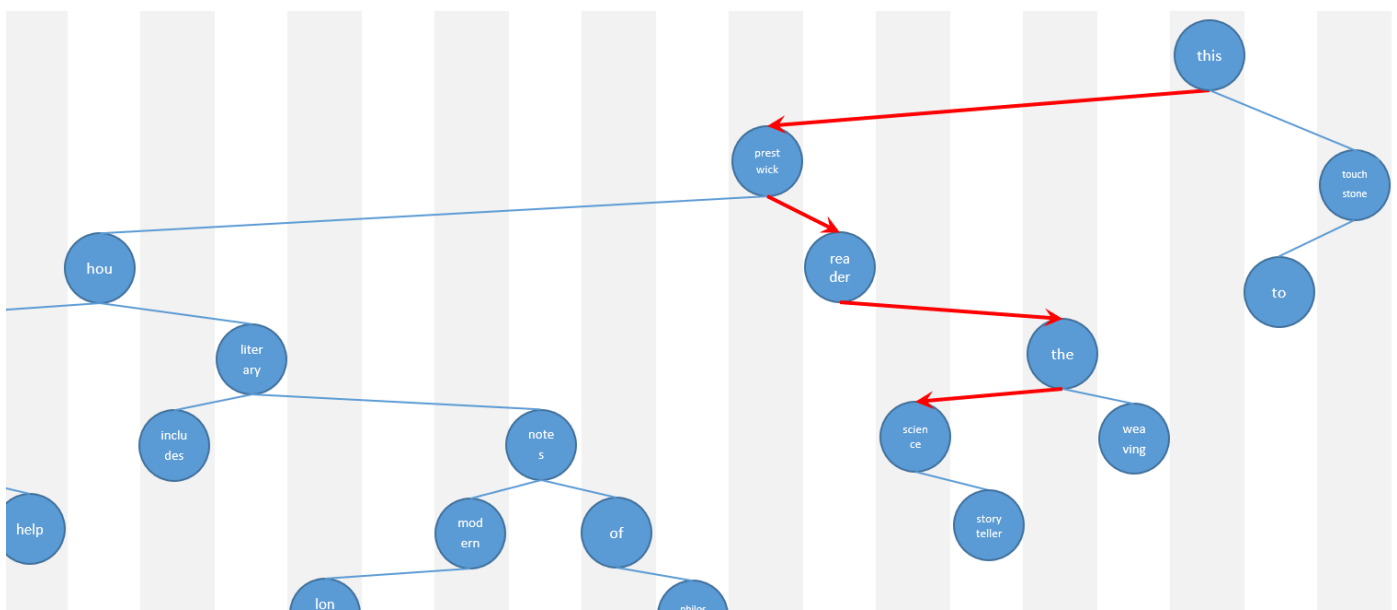 this
prest
wick
touch
stone
hou
rea
der
to
liter
ary
the
inclu
des
note
s
scien
ce
wea
ving
help
mod
ern
of
story
teller
lon
philos